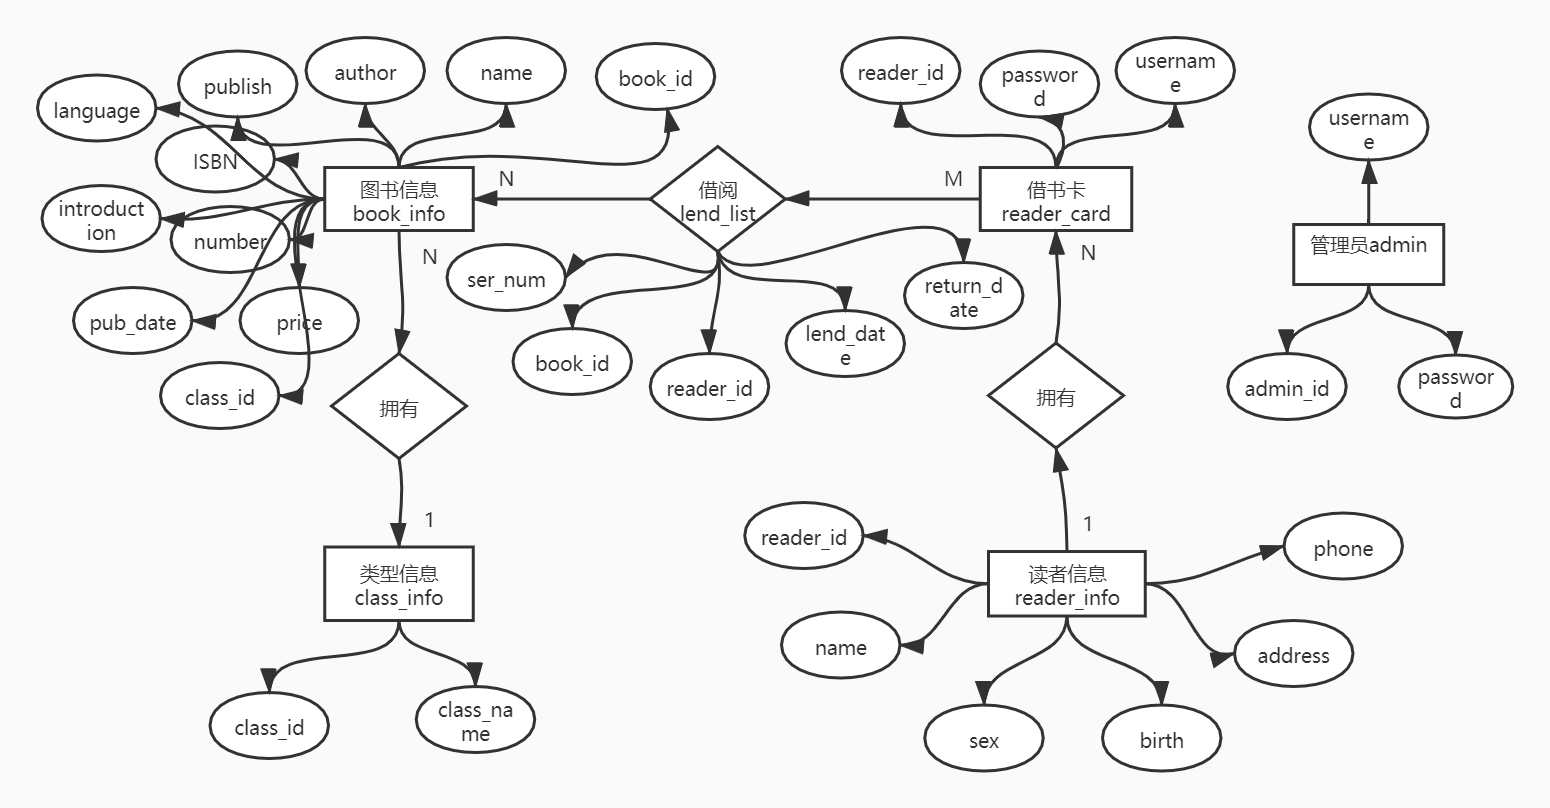 language
publish
author
name
book_id
reader_id
passwor
d
usernam
e
usernam
e
ISBN
图书信息
book_info
N
借阅
lend_list
M
借书卡
reader_card
introduct
ion
number
N
N
管理员admin
ser_num
return_d
ate
pub_date
price
book_id
lend_dat
e
reader_id
class_id
拥有
拥有
admin_id
passwor
d
1
1
reader_id
phone
类型信息
class_info
读者信息
reader_info
name
address
class_id
class_na
me
sex
birth